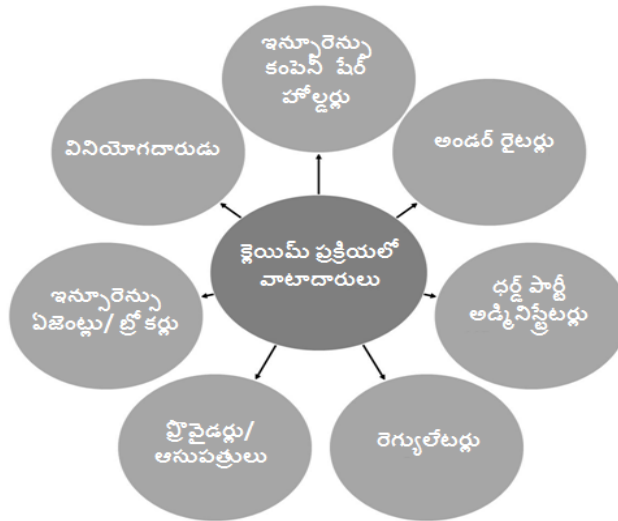 ఇన్సూరెన్సు
కంపెనీ షేర్
హోల్డర్లు
అండర్ రైటర్లు
థర్డ్ పార్టీ
అడ్మినిస్ట్రేటర్లు
రెగ్యులేటర్లు
ప్రొవైడర్లు/
ఆసుపత్రులు
ఇన్సూరెన్సు
ఏజెంట్లు/ బ్రోకర్లు
వినియోగదారుడు
క్లెయిమ్ ప్రక్రియలో
వాటాదారులు